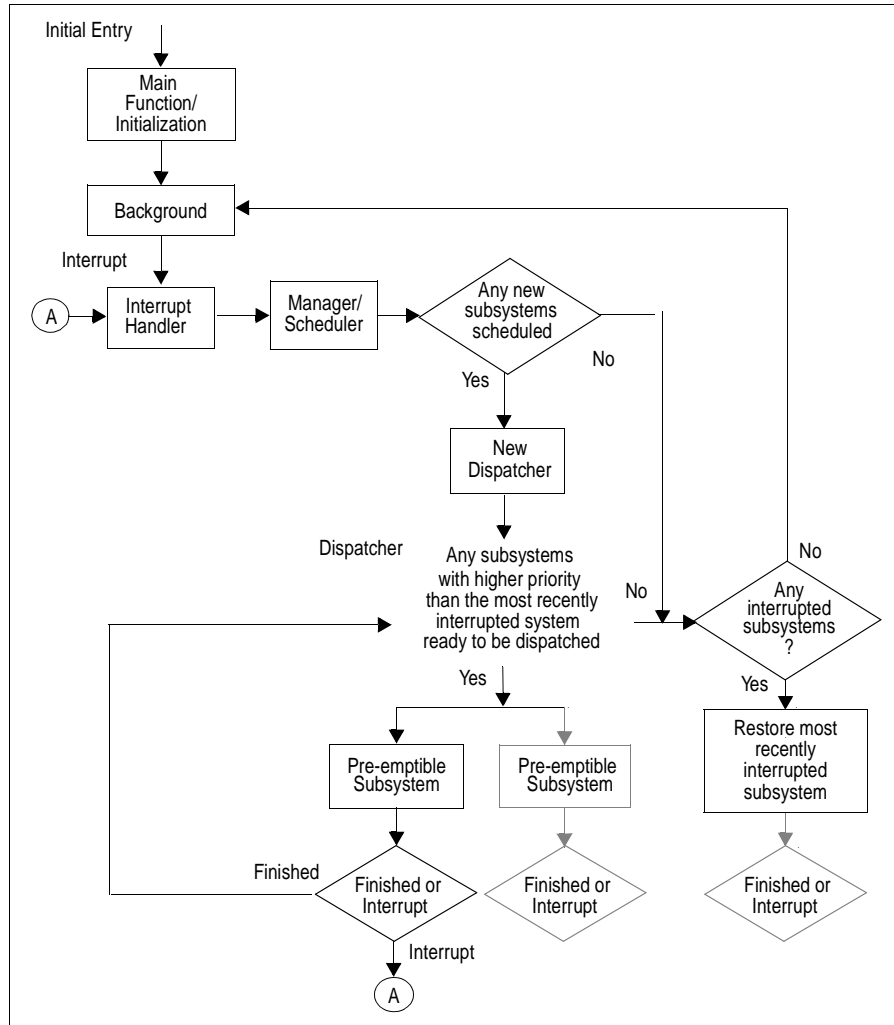 Initial Entry
Main
Function/
Initialization
Background
Interrupt
A
Interrupt
Handler
Manager/
Scheduler
Any new
subsystems
scheduled
No
Yes
New
Dispatcher
Dispatcher
Any subsystems
with higher priority
than the most recently
interrupted system
ready to be dispatched
No
No
Any
interrupted
subsystems
?
Yes
Yes
Pre-emptible
Subsystem
Pre-emptible
Subsystem
Restore most
recently
interrupted
subsystem
Finished
Finished or
Interrupt
Finished or
Interrupt
Finished or
Interrupt
Interrupt
A